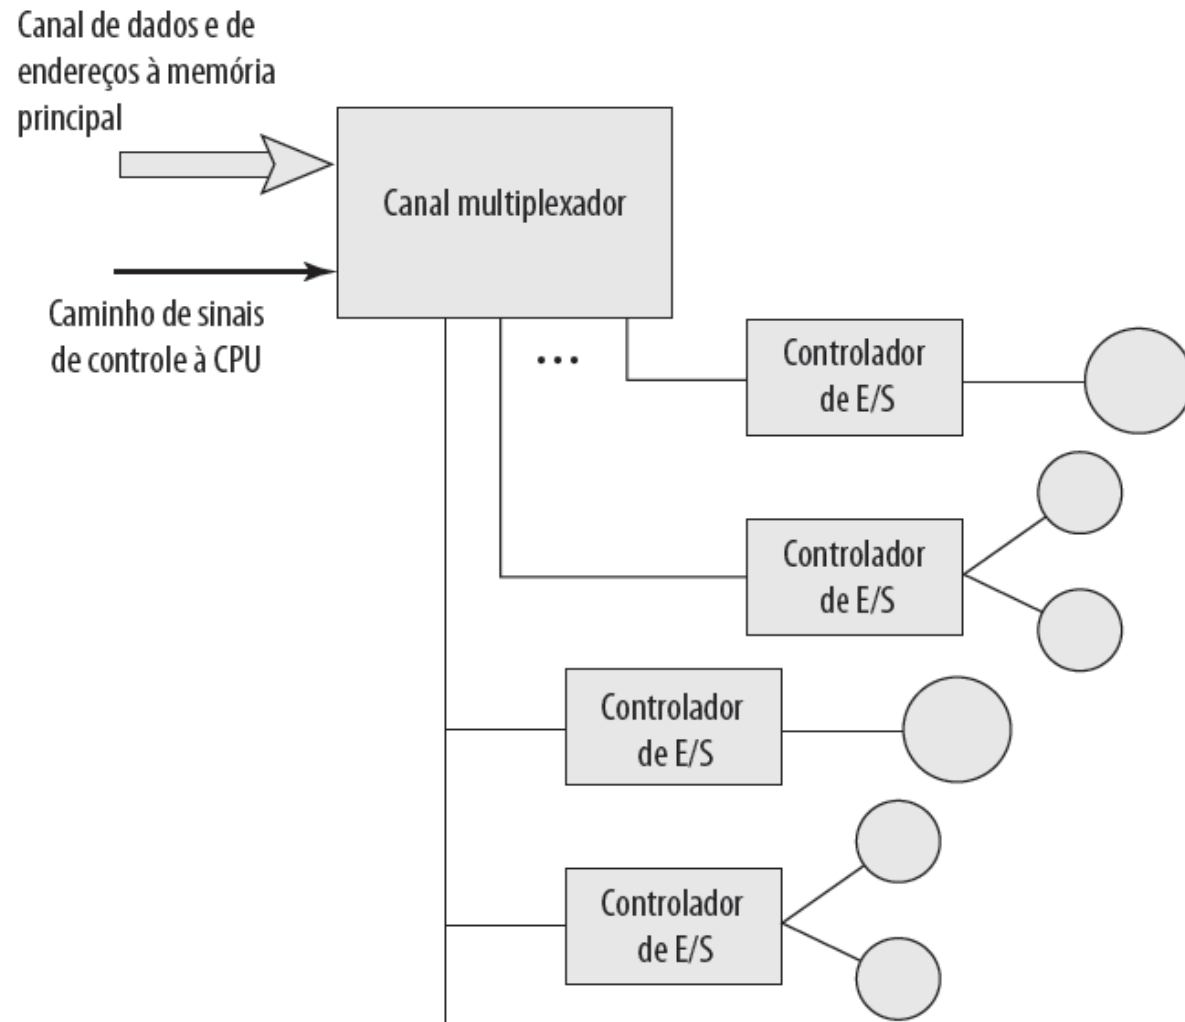 Canal de dados e de
endereços à memória
principal
Canal multiplexador
Caminho de sinais
de controle à CPU
...
Controlador
de E/S
Controlador
de E/S
Controlador
de E/S
Controlador
de E/S